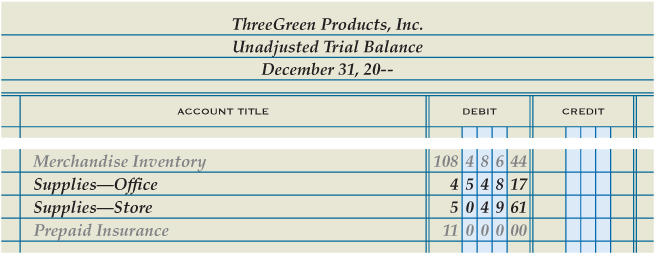 ThreeGreen Products, Inc.
Unadjusted Trial Balance
December 31, 20--
ACCOUNT TITLE DEBIT CREDIT
Merchandise Inventory 108 4 8 6 44
Supplies—Office 4 5 4 8 17
Supplies—Store 5 0 4 9 61
Prepaid Insurance 11 0 0 0 00